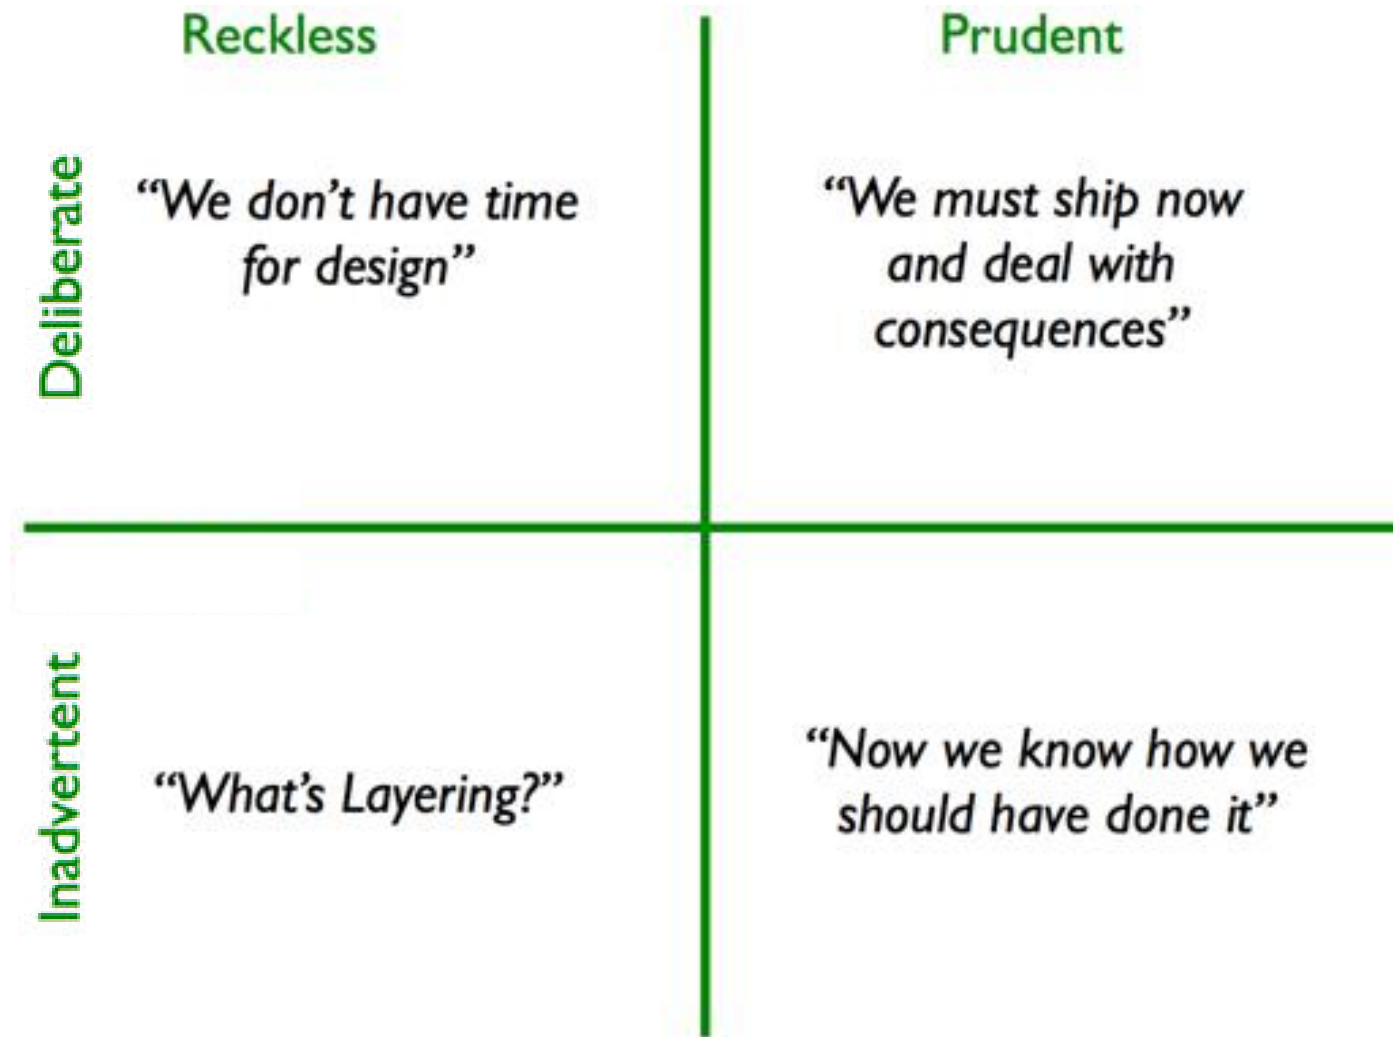 Reckless
Prudent
Deliberate
“We don’t have time
for design”
“We must ship now
and deal with
consequences”
Inadvertent
“What’s Layering?”
“Now we know how we
should have done it”